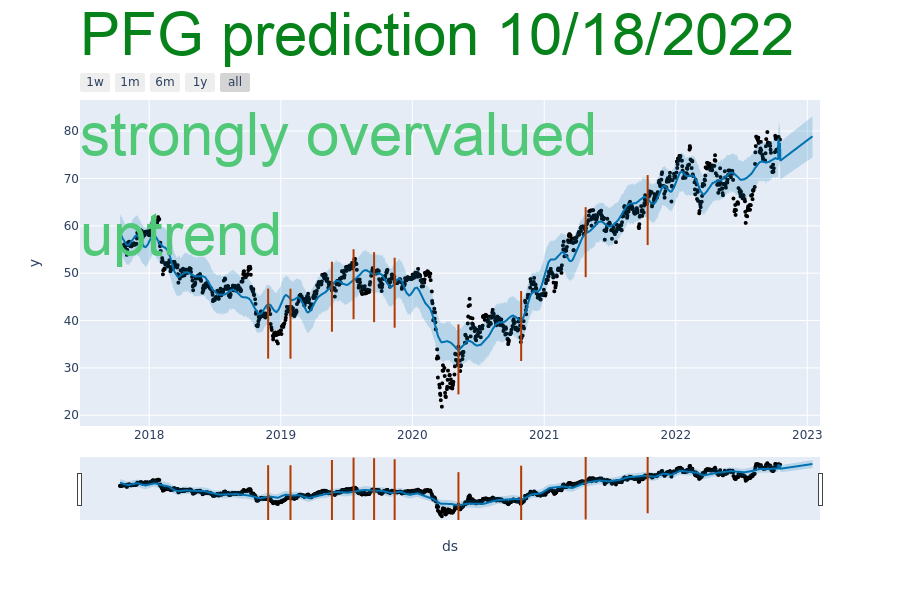 PFG prediction 10/18/2022
1w 1m 6m 1y all
strongly overvalued
uptrend
80
70
60
50
40
30
20
y
2018 2019 2020 2021 2022 2023
ds